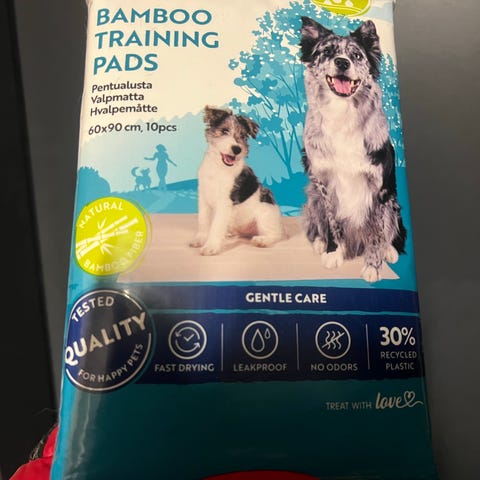 BAMBOO
TRAINING
PADS
Pentualusta
Valpmatta
Hvalpemåtte
60x90 cm, 10pcs
NATURAL
BAMBOO FIBER
GENTLE CARE
TESTED
QUALITY
FOR HAPPY PETS
FAST DRYING
LEAKPROOF
NO ODORS
30%
RECYCLED
PLASTIC
TREAT WITH love